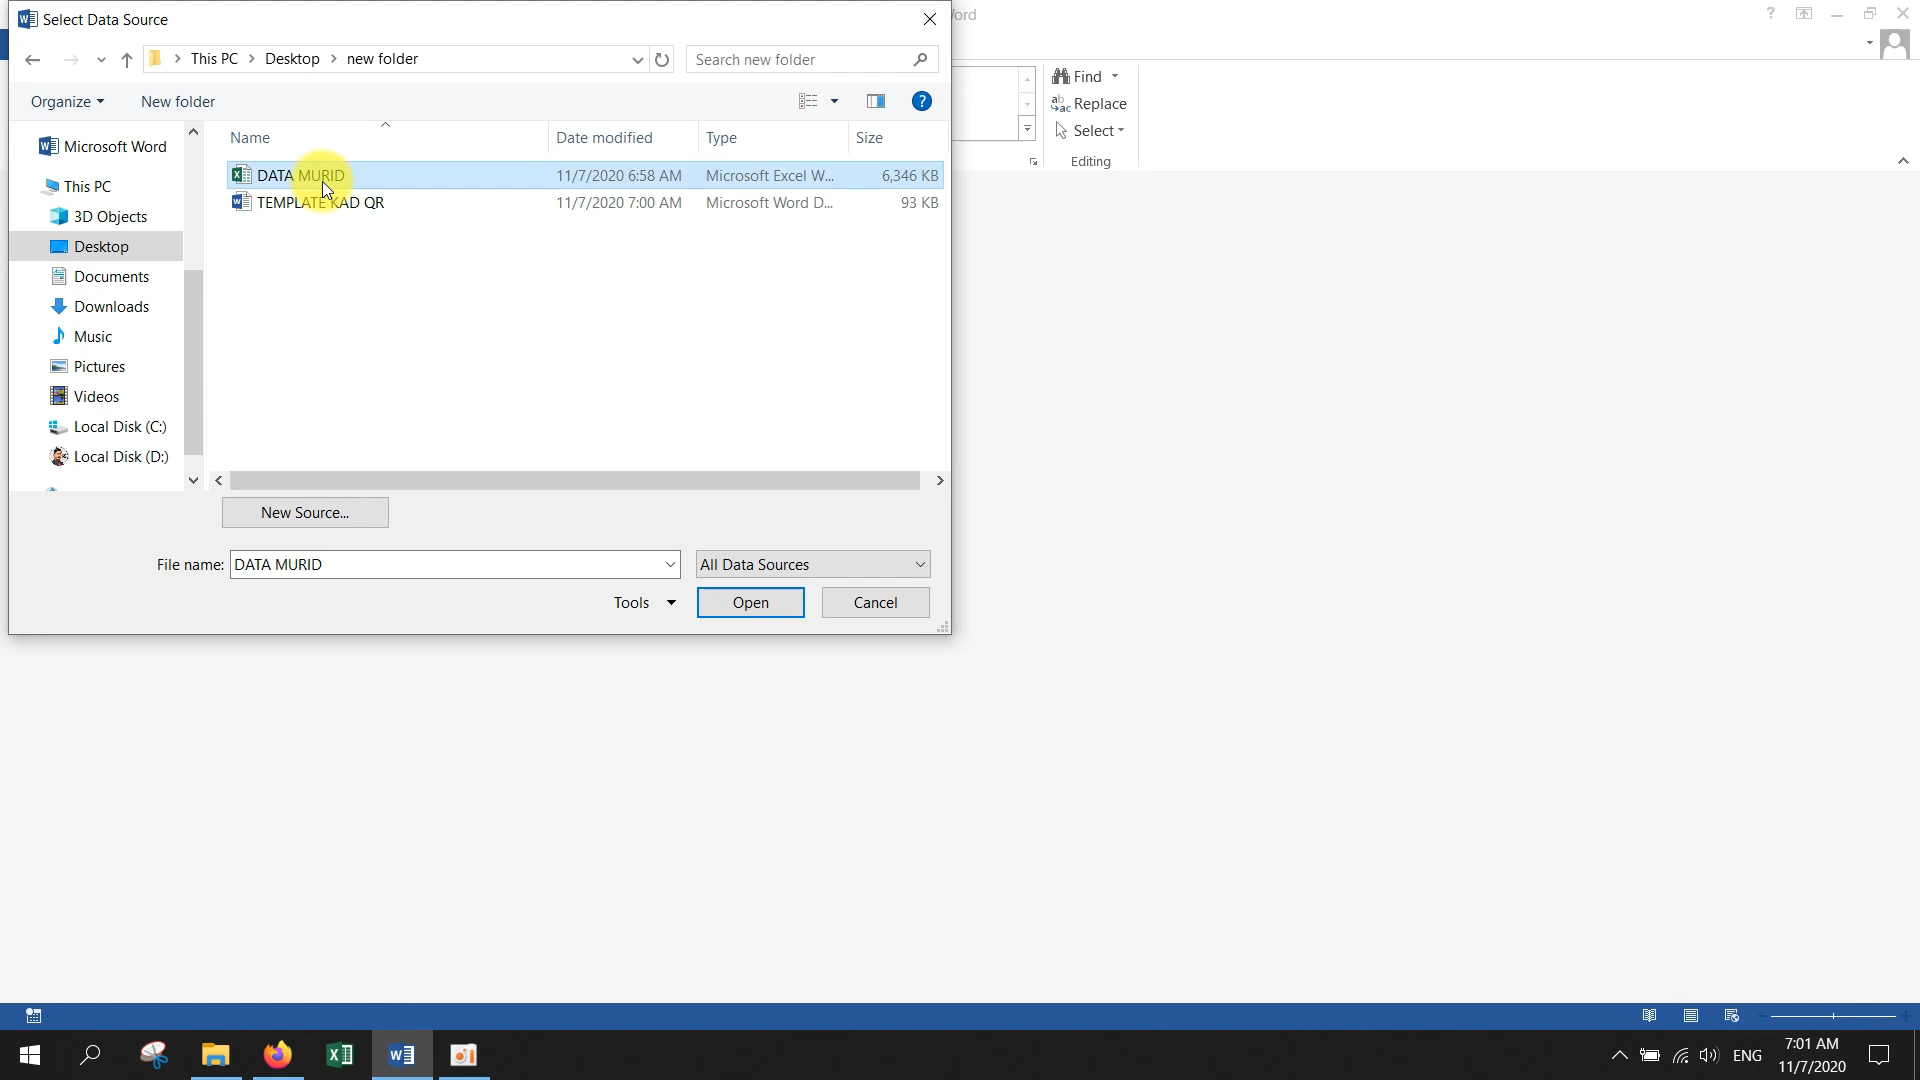 Select Data Source
ord
This PC > Desktop > new folder
Search new folder
Find
Organize
New folder
Replace
Select
Editing
Name
Date modified
Type
Size
Microsoft Word
This PC
3D Objects
Desktop
Documents
Downloads
Music
Pictures
Videos
Local Disk (C:)
Local Disk (D:)
DATA MURID 11/7/2020 6:58 AM Microsoft Excel W... 6,346 KB
TEMPLATE KAD QR 11/7/2020 7:00 AM Microsoft Word D... 93 KB
New Source...
File name: DATA MURID
All Data Sources
Tools
Open
Cancel
ENG
7:01 AM
11/7/2020